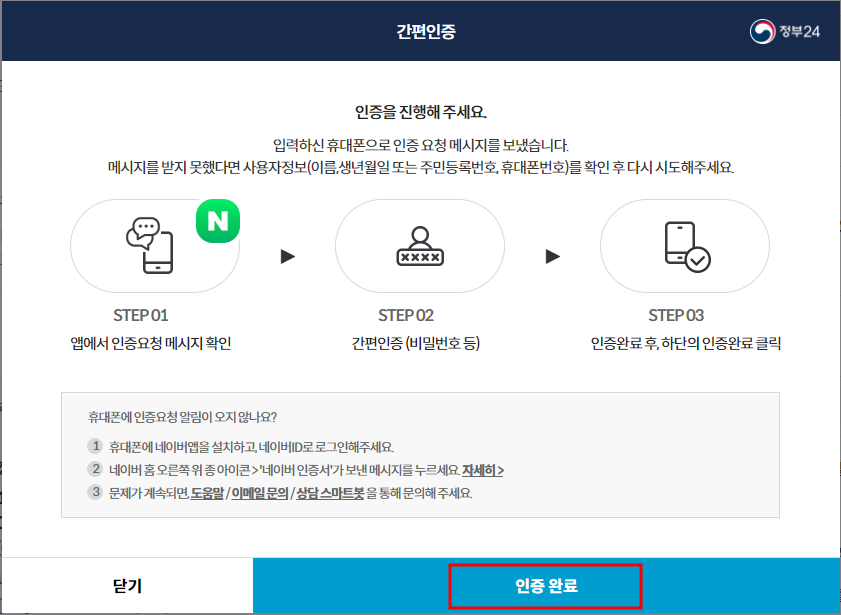 간편인증
정부24
인증을 진행해 주세요.
입력하신 휴대폰으로 인증 요청 메시지를 보냈습니다.
메시지를 받지 못했다면 사용자정보(이름,생년월일 또는 주민등록번호, 휴대폰번호)를 확인 후 다시 시도해주세요.
N
STEP 01
앱에서 인증요청 메시지 확인
STEP 02
간편인증 (비밀번호 등)
STEP 03
인증완료 후, 하단의 인증완료 클릭
휴대폰에 인증요청 알림이 오지 않나요?
1 휴대폰에 네이버앱을 설치하고, 네이버ID로 로그인해주세요.
2 네이버 홈 오른쪽 위 종 아이콘 > '네이버 인증서'가 보낸 메시지를 누르세요. 자세히 >
3 문제가 계속되면, 도움말 / 이메일 문의 / 상담 스마트봇 을 통해 문의해 주세요.
닫기
인증 완료